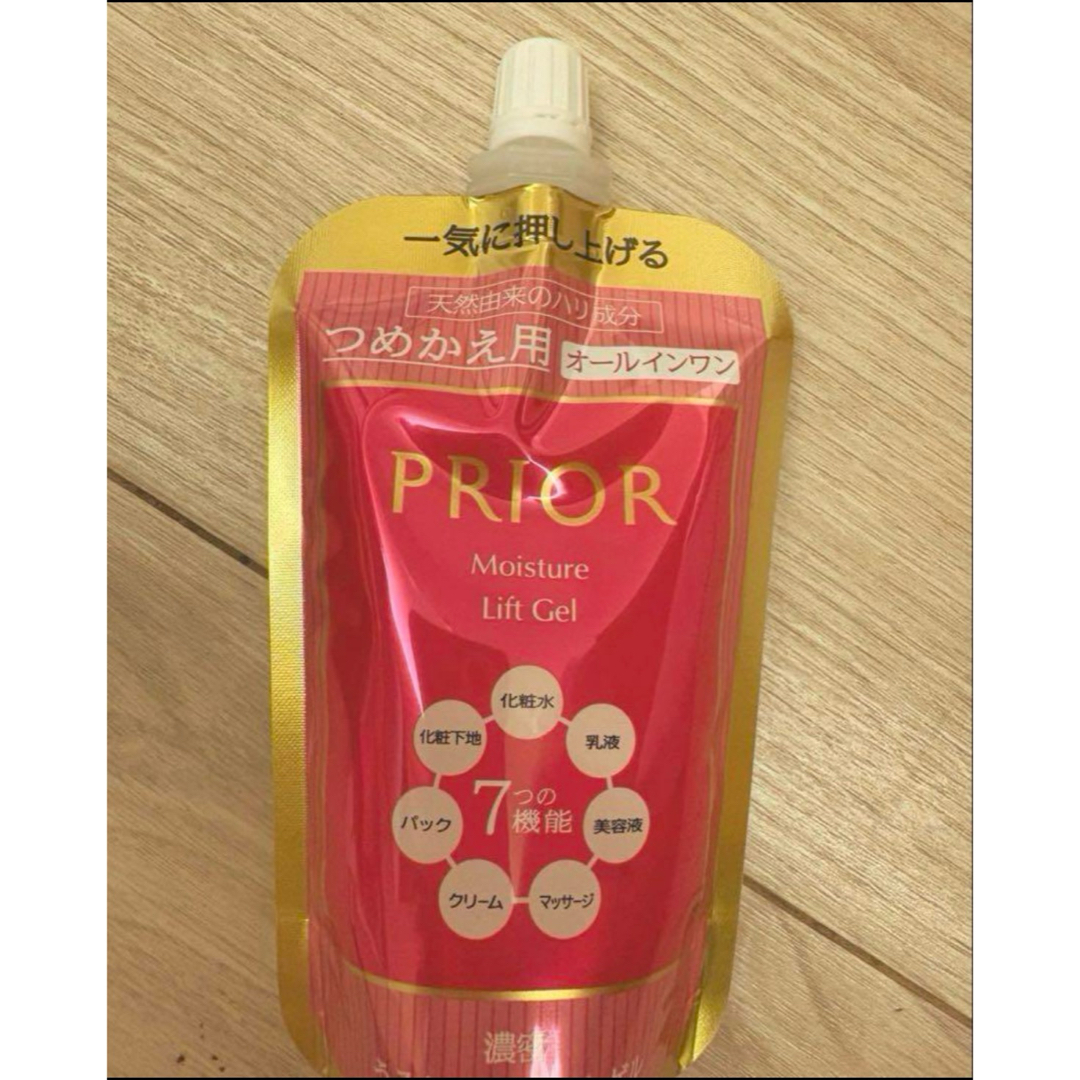 一気に押し上げる
天然由来のハリ成分
つめかえ用 オールインワン
PRIOR
Moisture
Lift Gel
化粧水
化粧下地
乳液
7つの機能
パック
美容液
クリーム
マッサージ
濃密